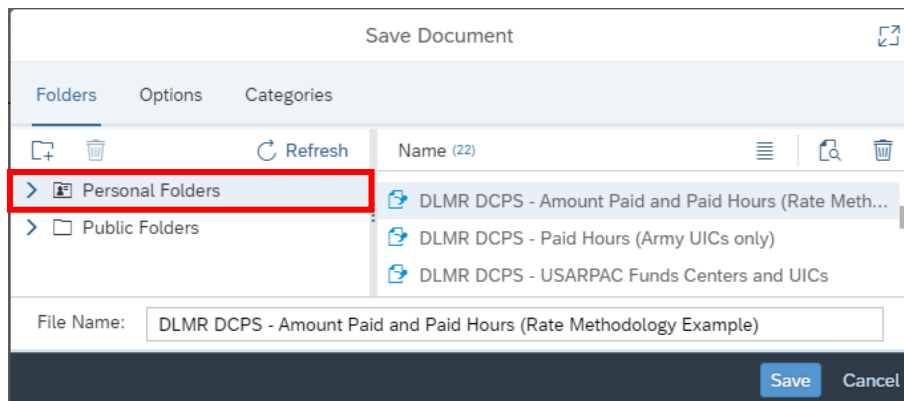 Save Document
Folders Options Categories
Refresh Name (22)
Personal Folders
DLMR DCPS - Amount Paid and Paid Hours (Rate Meth...
Public Folders
DLMR DCPS - Paid Hours (Army UICs only)
DLMR DCPS - USARPAC Funds Centers and UICs
File Name: DLMR DCPS - Amount Paid and Paid Hours (Rate Methodology Example)
Save Cancel